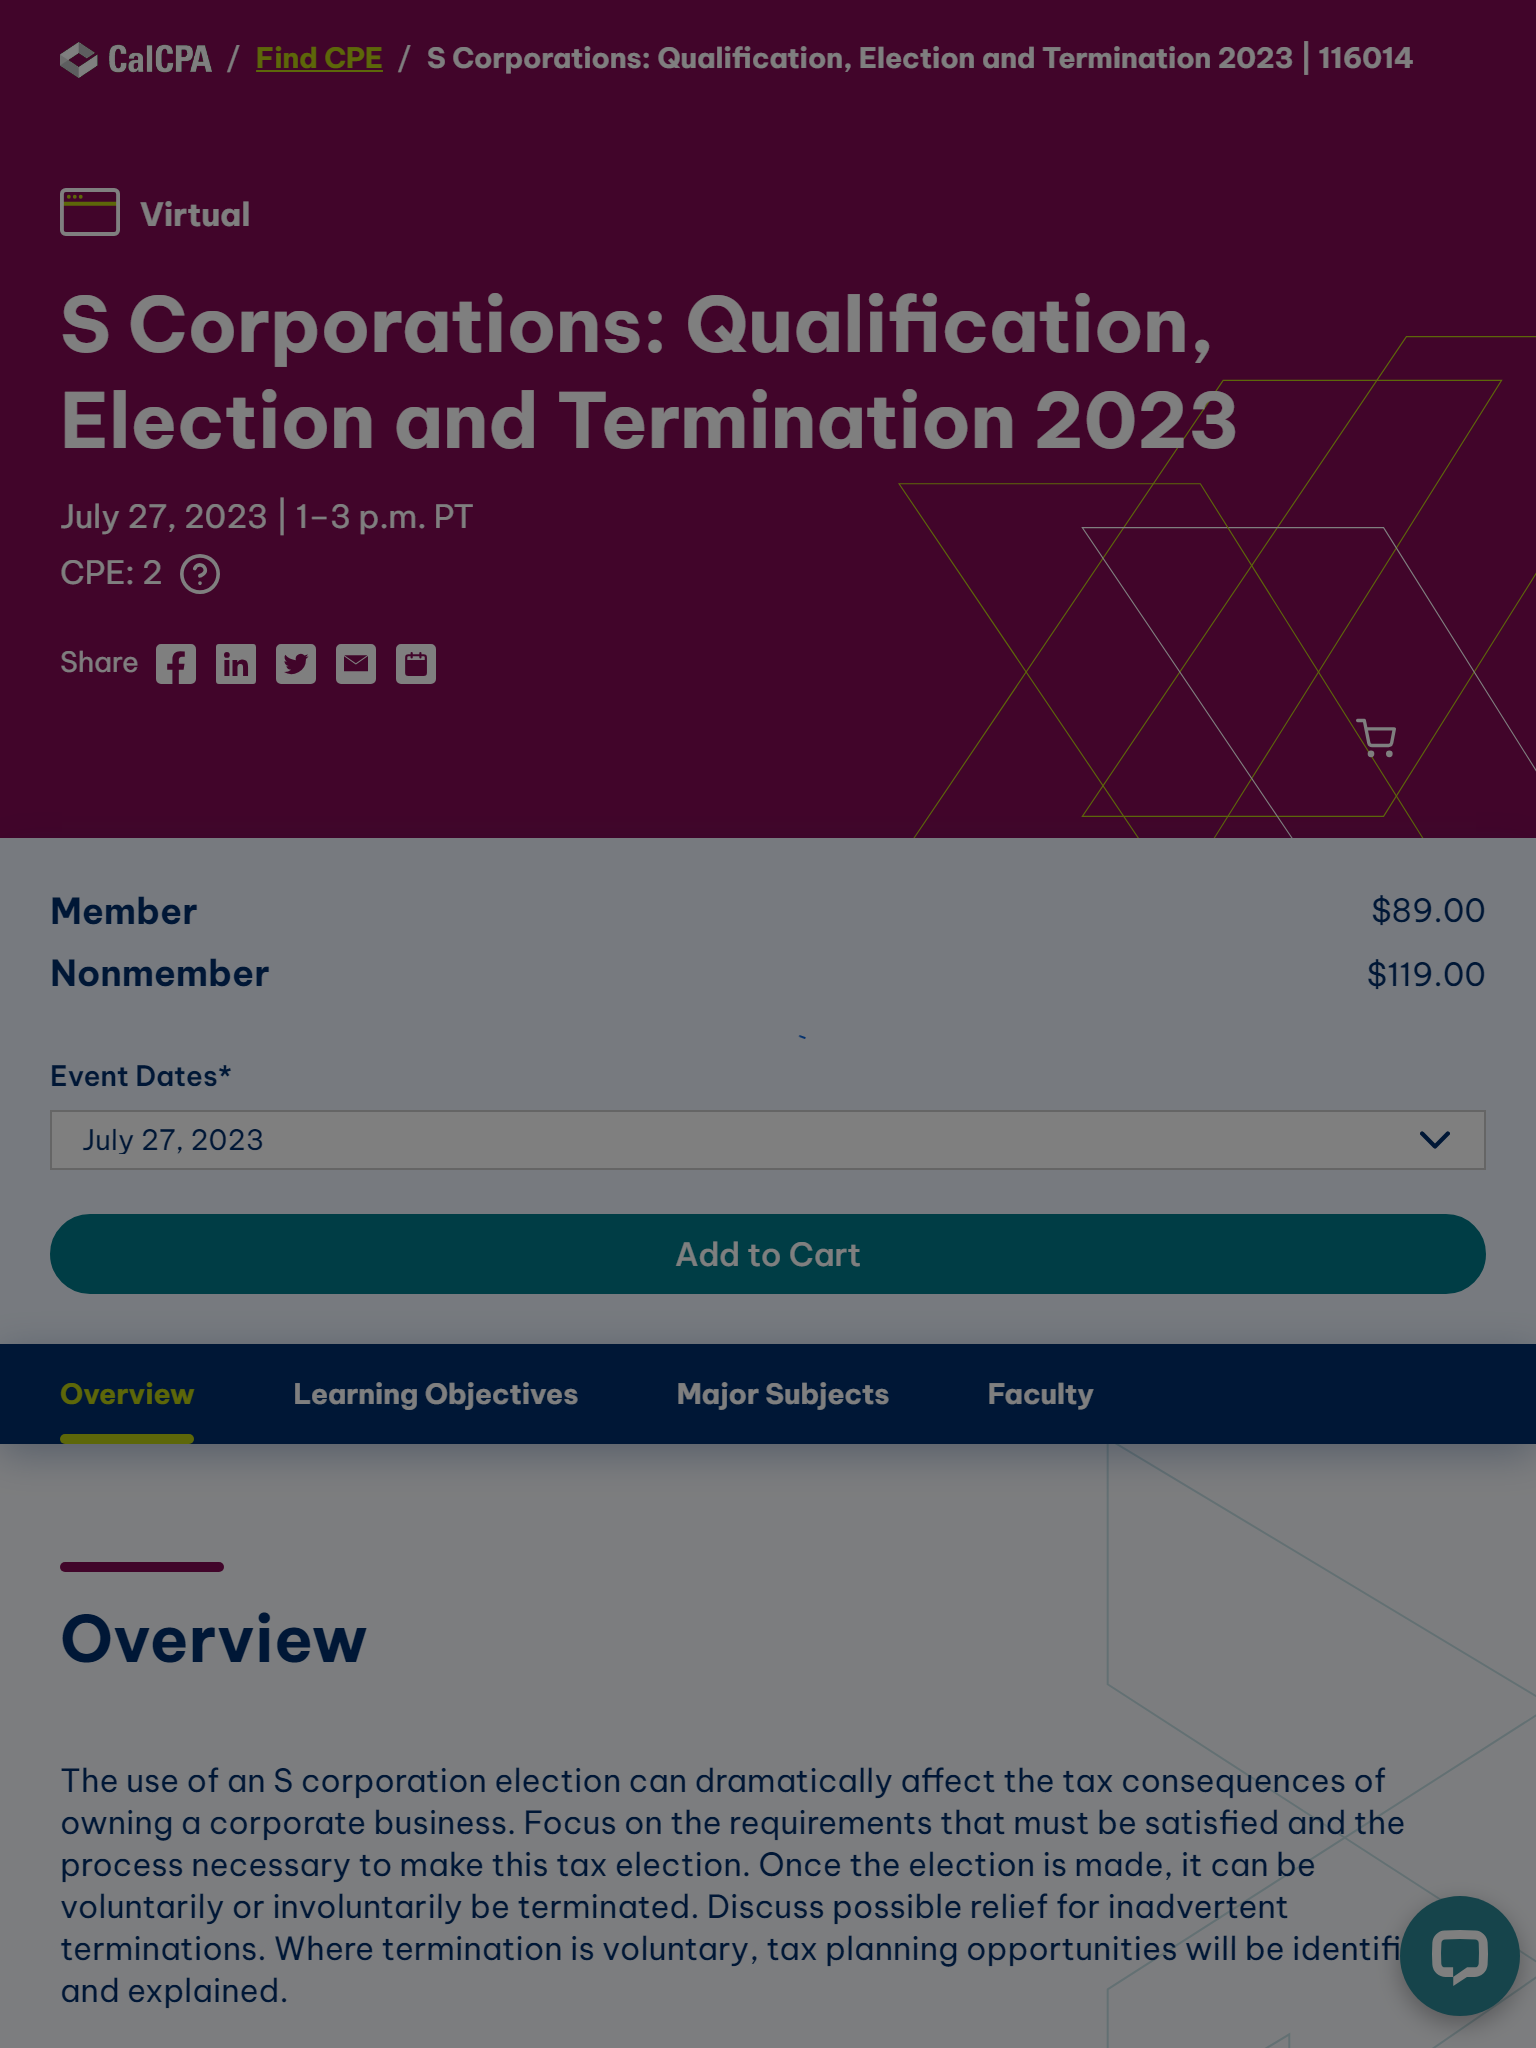 CalCPA / Find CPE / S Corporations: Qualification, Election and Termination 2023 | 116014
Virtual
S Corporations: Qualification,
Election and Termination 2023
July 27, 2023 | 1–3 p.m. PT
CPE: 2 ?
Share
Member $89.00
Nonmember $119.00
Event Dates*
July 27, 2023
Add to Cart
Overview Learning Objectives Major Subjects Faculty
Overview
The use of an S corporation election can dramatically affect the tax consequences of
owning a corporate business. Focus on the requirements that must be satisfied and the
process necessary to make this tax election. Once the election is made, it can be
voluntarily or involuntarily be terminated. Discuss possible relief for inadvertent
terminations. Where termination is voluntary, tax planning opportunities will be
and explained.